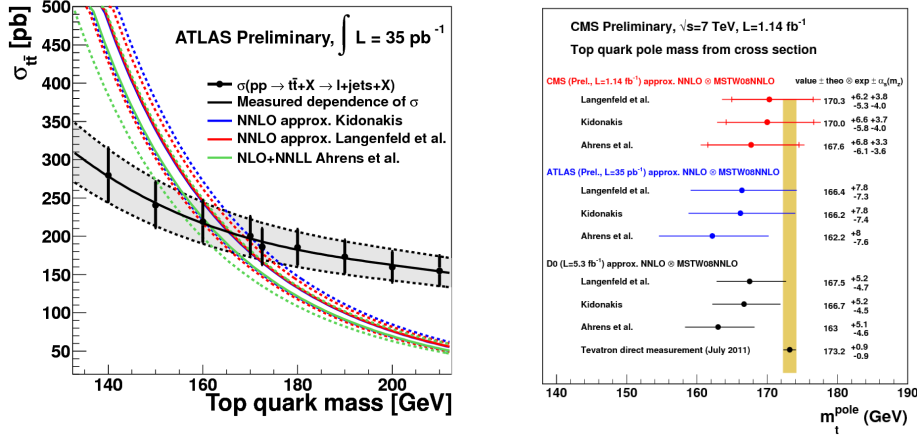 ATLAS Preliminary, ∫ L = 35 pb⁻¹
σ(pp → tt̄+X → l+jets+X)
Measured dependence of σ
NNLO approx. Kidonakis
NNLO approx. Langenfeld et al.
NLO+NNLL Ahrens et al.
σtt̄ [pb]
500
450
400
350
300
250
200
150
100
50
140 160 180 200
Top quark mass [GeV]
CMS Preliminary, √s=7 TeV, L=1.14 fb⁻¹
Top quark pole mass from cross section
CMS (Prel., L=1.14 fb⁻¹) approx. NNLO ⊗ MSTW08NNLO value ± theo ⊗ exp ± αs(mZ)
Langenfeld et al. 170.3 +6.2 +3.8 -5.3 -4.0
Kidonakis 170.0 +6.6 +3.7 -5.8 -4.0
Ahrens et al. 167.6 +6.8 +3.3 -6.1 -3.6
ATLAS (Prel., L=35 pb⁻¹) approx. NNLO ⊗ MSTW08NNLO
Langenfeld et al. 166.4 +7.8 -7.3
Kidonakis 166.2 +7.8 -7.4
Ahrens et al. 162.2 +8 -7.6
D0 (L=5.3 fb⁻¹) approx. NNLO ⊗ MSTW08NNLO
Langenfeld et al. 167.5 +5.2 -4.7
Kidonakis 166.7 +5.2 -4.5
Ahrens et al. 163 +5.1 -4.6
Tevatron direct measurement (July 2011) 173.2 +0.9 -0.9
140 150 160 170 180 190
mtpole (GeV)